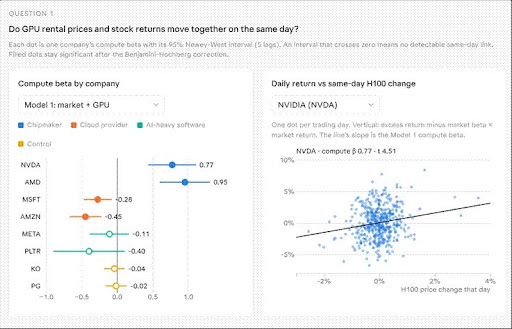 QUESTION 1
Do GPU rental prices and stock returns move together on the same day?
Each dot is one company's compute beta with its 95% Newey-West interval (5 lags). An interval that crosses zero means no detectable same-day link.
Filled dots stay significant after the Benjamini-Hochberg correction.
Compute beta by company
Model 1: market + GPU
Chipmaker
Cloud provider
AI-heavy software
Control
NVDA 0.77
AMD 0.95
MSFT -0.28
AMZN -0.45
META -0.11
PLTR -0.40
KO -0.04
PG -0.02
-1.0 -0.5 0.0 0.5 1.0
Daily return vs same-day H100 change
NVIDIA (NVDA)
One dot per trading day. Vertical: excess return minus market beta ×
market return. The line's slope is the Model 1 compute beta.
NVDA · compute β 0.77 · t 4.51
10%
5%
0%
-5%
-2% 0% 2% 4%
H100 price change that day